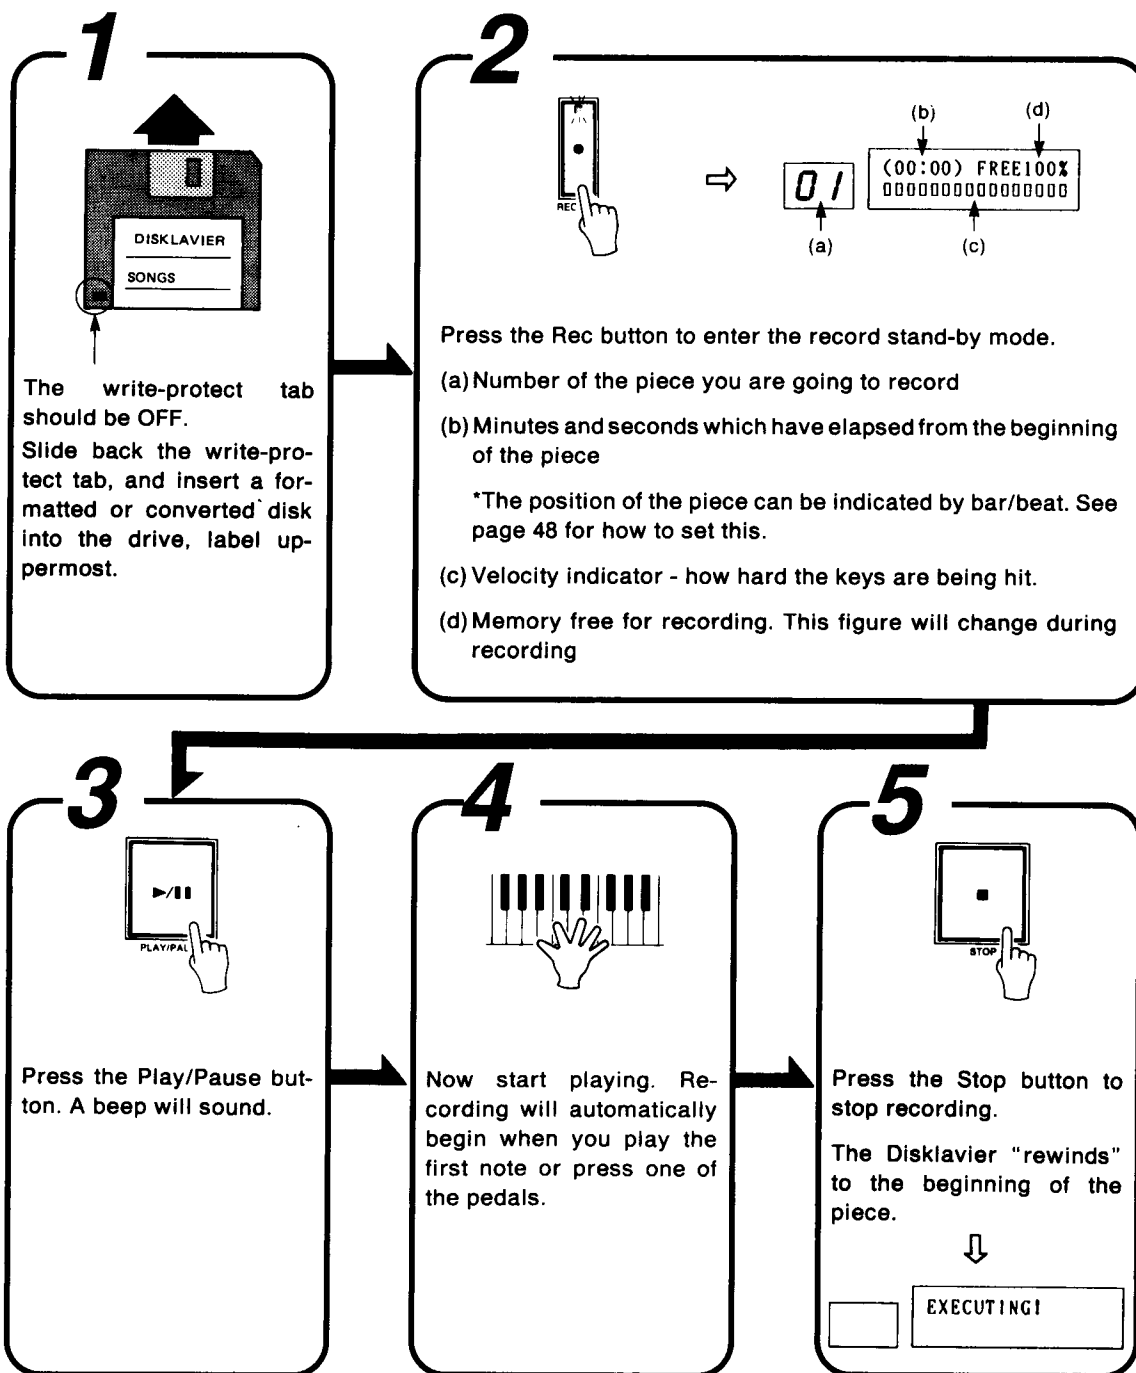 1
DISKLAVIER
SONGS
The write-protect tab
should be OFF.
Slide back the write-pro-
tect tab, and insert a for-
matted or converted disk
into the drive, label up-
permost.
2
REC
(b) (d)
01
(00:00) FREE100%
(a) (c)
Press the Rec button to enter the record stand-by mode.
(a) Number of the piece you are going to record
(b) Minutes and seconds which have elapsed from the beginning
of the piece
*The position of the piece can be indicated by bar/beat. See
page 48 for how to set this.
(c) Velocity indicator - how hard the keys are being hit.
(d) Memory free for recording. This figure will change during
recording
3
▶/❚❚
PLAY/PAU
Press the Play/Pause but-
ton. A beep will sound.
4
Now start playing. Re-
cording will automatically
begin when you play the
first note or press one of
the pedals.
5
STOP
Press the Stop button to
stop recording.
The Disklavier "rewinds"
to the beginning of the
piece.
EXECUTING!